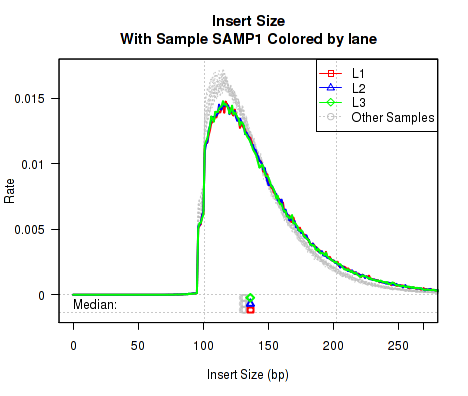 Insert Size
With Sample SAMP1 Colored by lane
L1
L2
L3
Other Samples
0.015
0.01
0.005
0
Rate
Median:
0 50 100 150 200 250
Insert Size (bp)